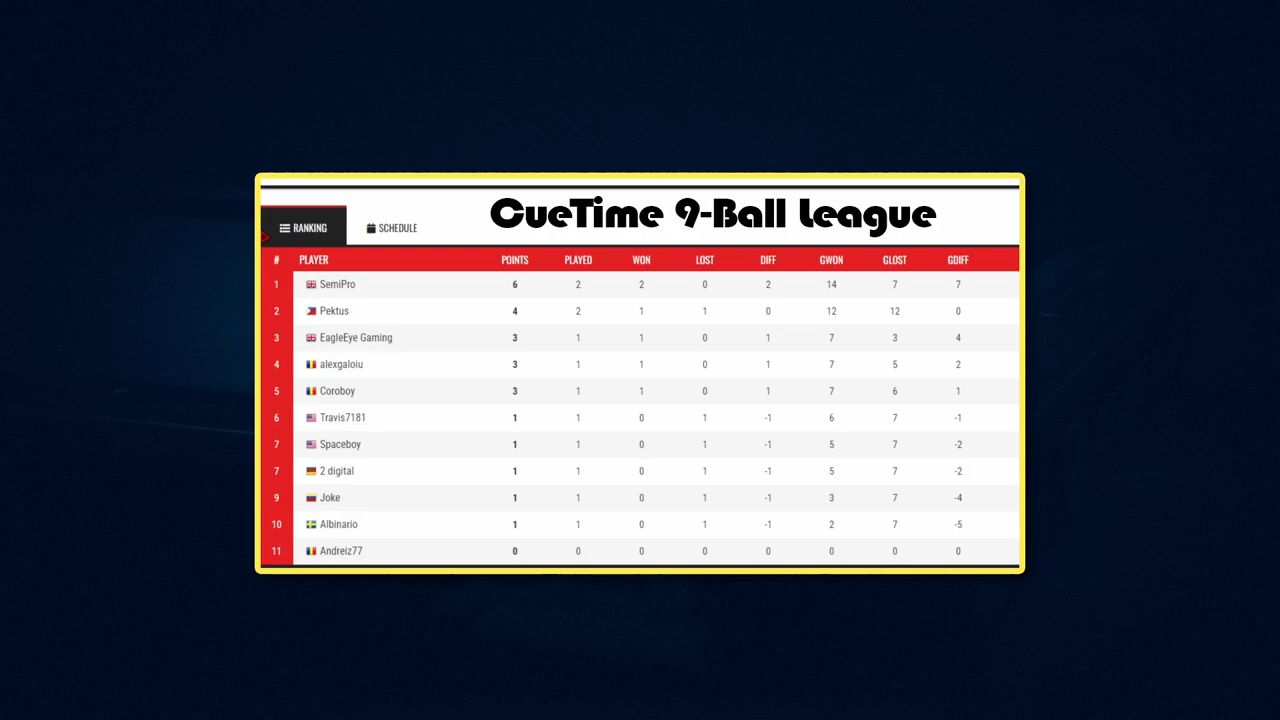 CueTime 9-Ball League
RANKING SCHEDULE
# PLAYER POINTS PLAYED WON LOST DIFF GWON GLOST GDIFF
1 SemiPro 6 2 2 0 2 14 7 7
2 Pektus 4 2 1 1 0 12 12 0
3 EagleEye Gaming 3 1 1 0 1 7 3 4
4 alexgaloiu 3 1 1 0 1 7 5 2
5 Coroboy 3 1 1 0 1 7 6 1
6 Travis7181 1 1 0 1 -1 6 7 -1
7 Spaceboy 1 1 0 1 -1 5 7 -2
7 2 digital 1 1 0 1 -1 5 7 -2
9 Joke 1 1 0 1 -1 3 7 -4
10 Albinario 1 1 0 1 -1 2 7 -5
11 Andreiz77 0 0 0 0 0 0 0 0